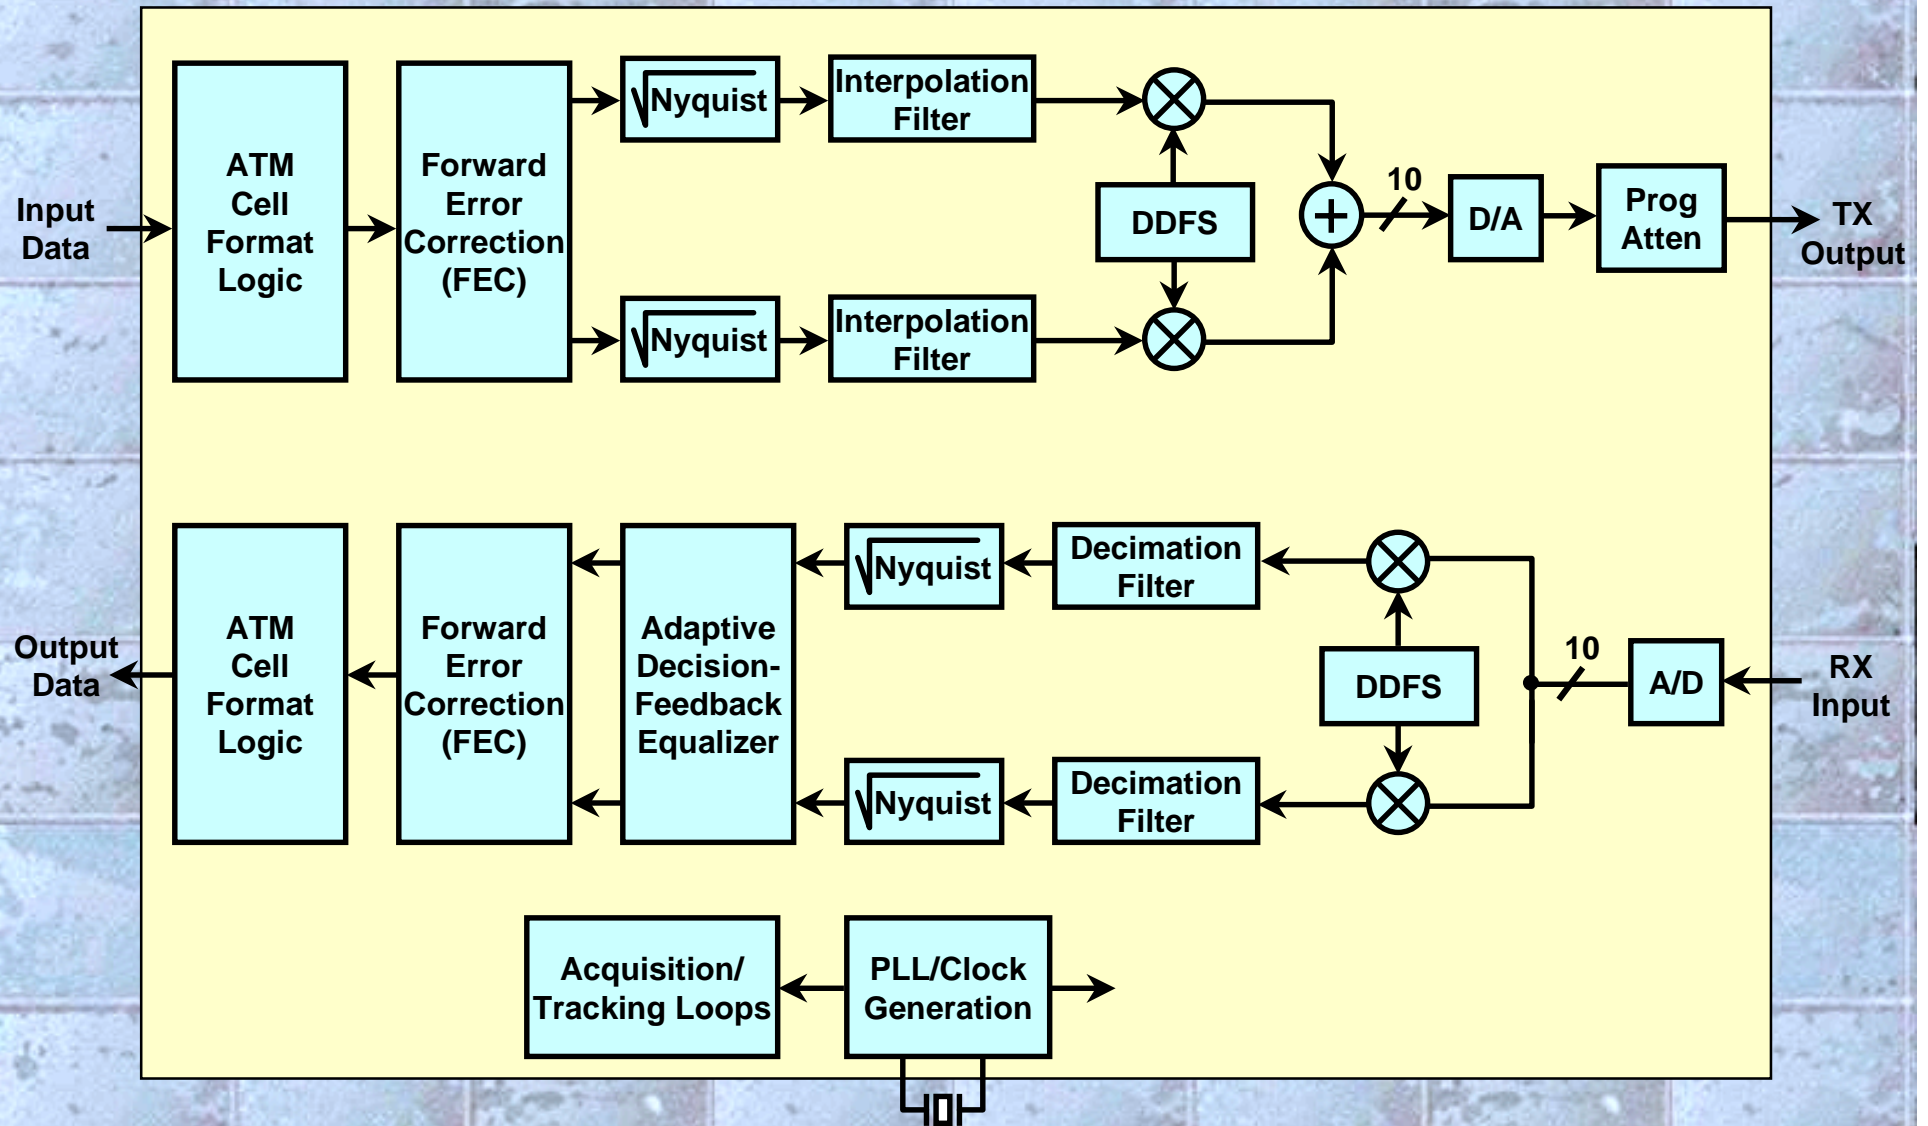 Input
Data
ATM
Cell
Format
Logic
Forward
Error
Correction
(FEC)
√Nyquist
Interpolation
Filter
√Nyquist
Interpolation
Filter
DDFS
+
10
D/A
Prog
Atten
TX
Output
Output
Data
ATM
Cell
Format
Logic
Forward
Error
Correction
(FEC)
Adaptive
Decision-
Feedback
Equalizer
√Nyquist
Decimation
Filter
√Nyquist
Decimation
Filter
DDFS
10
A/D
RX
Input
Acquisition/
Tracking Loops
PLL/Clock
Generation